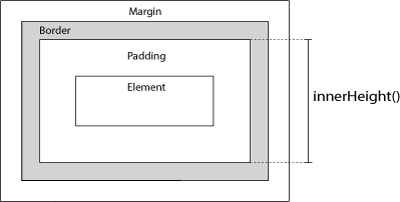 Margin
Border
Padding
Element
innerHeight()